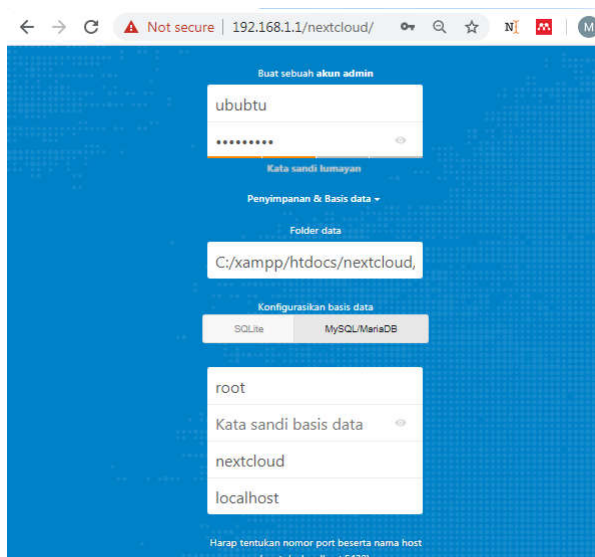 Not secure | 192.168.1.1/nextcloud/
M
Buat sebuah akun admin
ububtu
•••••••••
Kata sandi lumayan
Penyimpanan & Basis data
Folder data
C:/xampp/htdocs/nextcloud,
Konfigurasikan basis data
SQLite MySQL/MariaDB
root
Kata sandi basis data
nextcloud
localhost
Harap tentukan nomor port beserta nama host